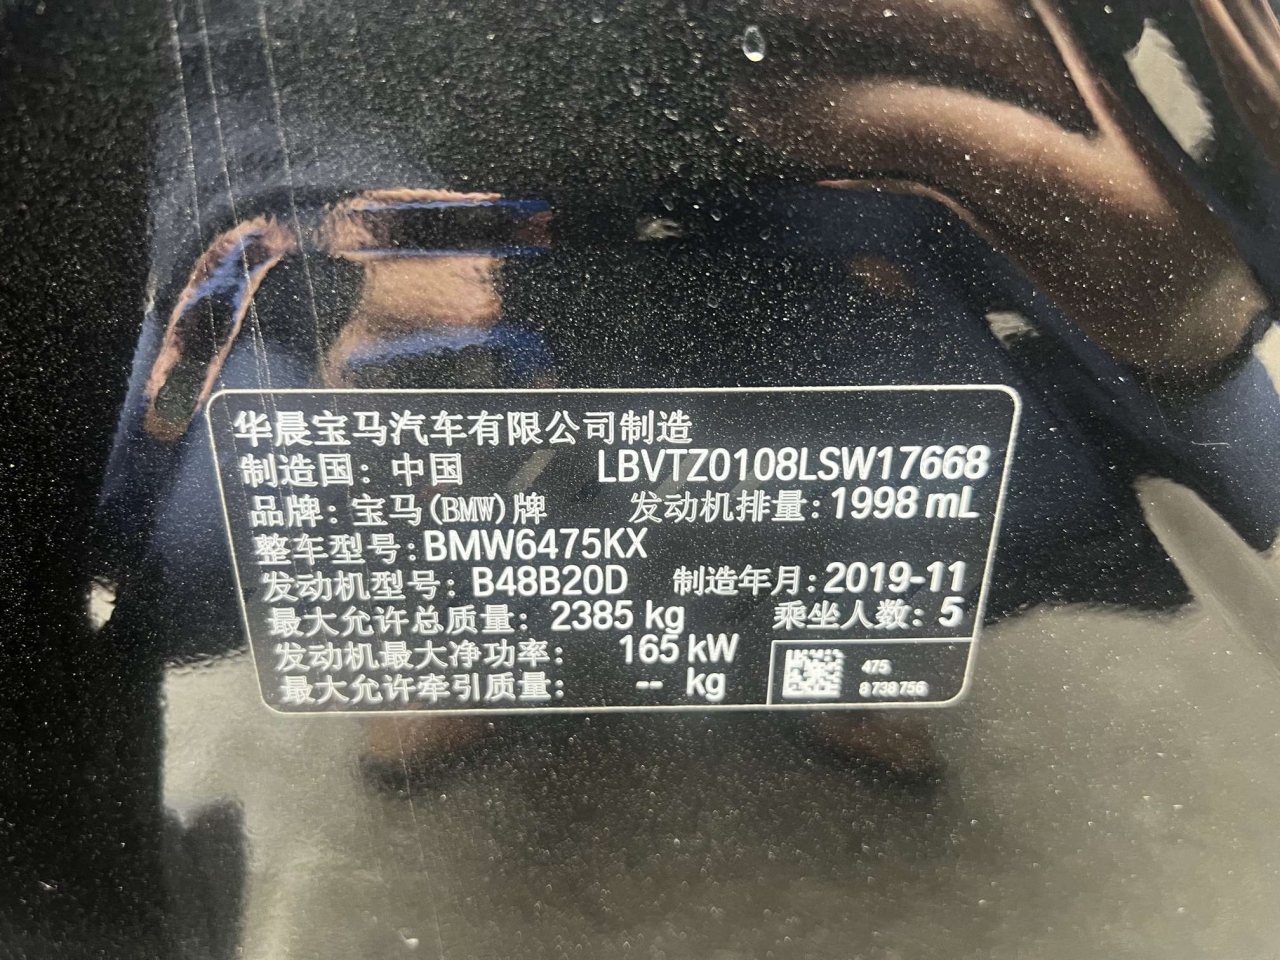 华晨宝马汽车有限公司制造
制造国：中国 LBVTZ0108LSW17668
品牌：宝马(BMW)牌 发动机排量：1998 mL
整车型号：BMW6475KX
发动机型号：B48B20D 制造年月：2019-11
最大允许总质量：2385 kg 乘坐人数：5
发动机最大净功率：165 kW
最大允许牵引质量：-- kg
475
8738756